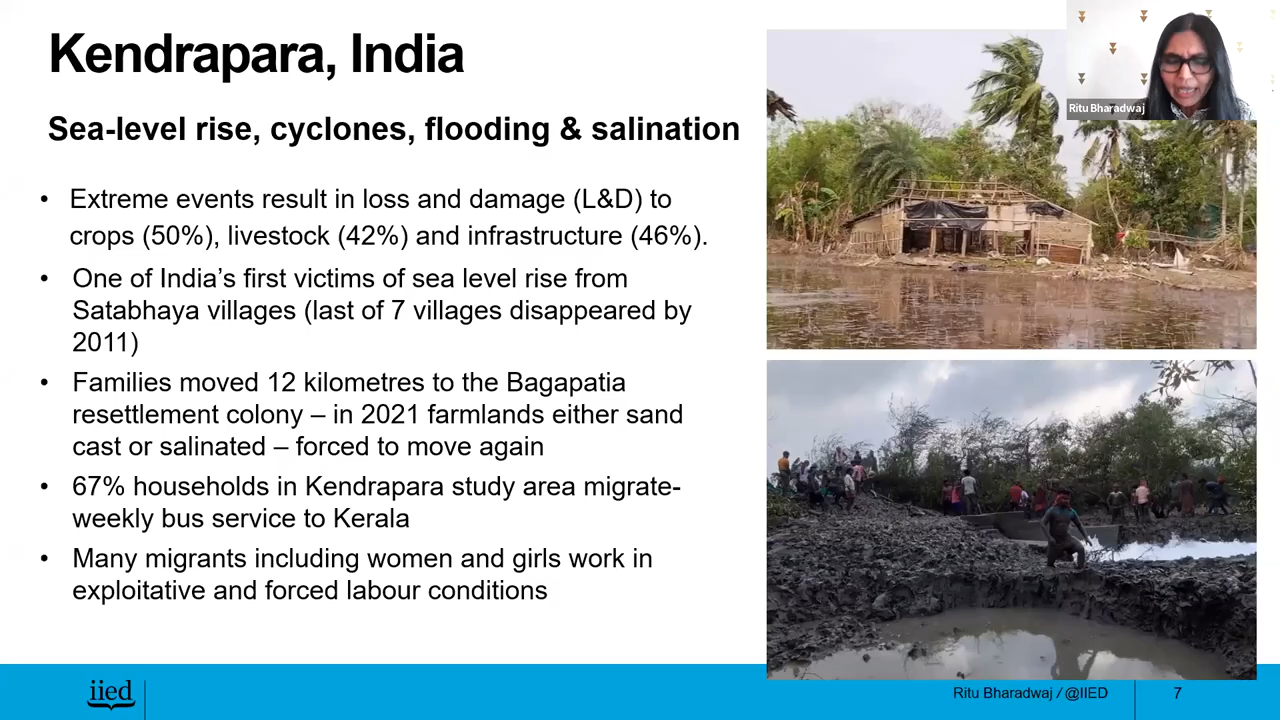 Kendrapara, India
Ritu Bharadwaj
Sea-level rise, cyclones, flooding & salination
• Extreme events result in loss and damage (L&D) to
crops (50%), livestock (42%) and infrastructure (46%).
• One of India’s first victims of sea level rise from
Satabhaya villages (last of 7 villages disappeared by
2011)
• Families moved 12 kilometres to the Bagapatia
resettlement colony – in 2021 farmlands either sand
cast or salinated – forced to move again
• 67% households in Kendrapara study area migrate-
weekly bus service to Kerala
• Many migrants including women and girls work in
exploitative and forced labour conditions
iied
Ritu Bharadwaj / @IIED
7